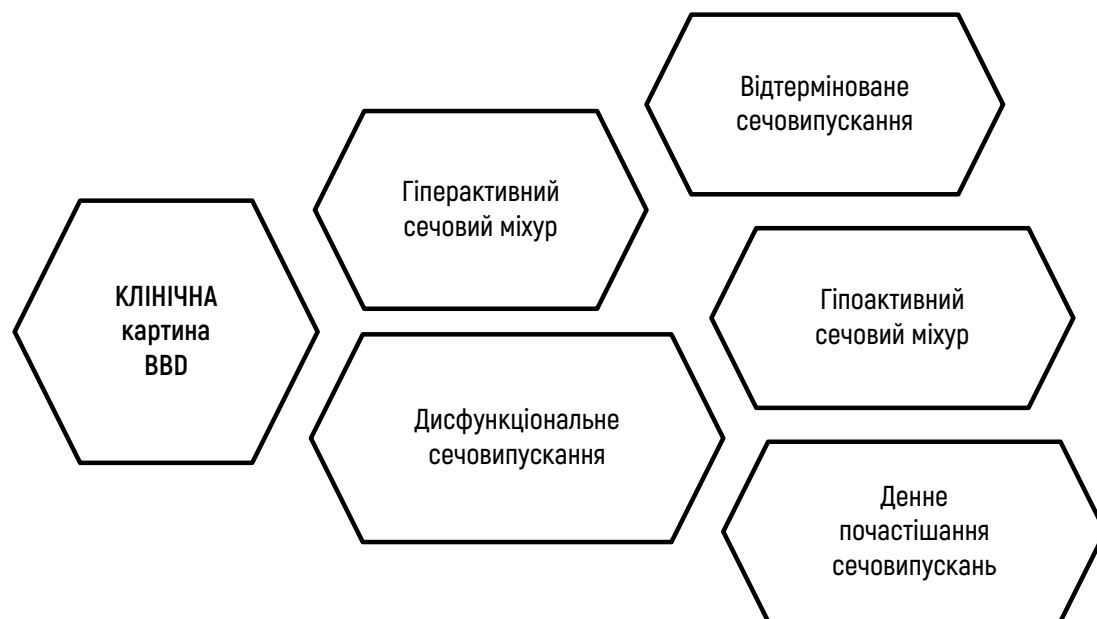 КЛІНІЧНА
картина
BBD
Гіперактивний
сечовий міхур
Дисфункціональне
сечовипускання
Відтерміноване
сечовипускання
Гіпоактивний
сечовий міхур
Денне
почастішання
сечовипускань